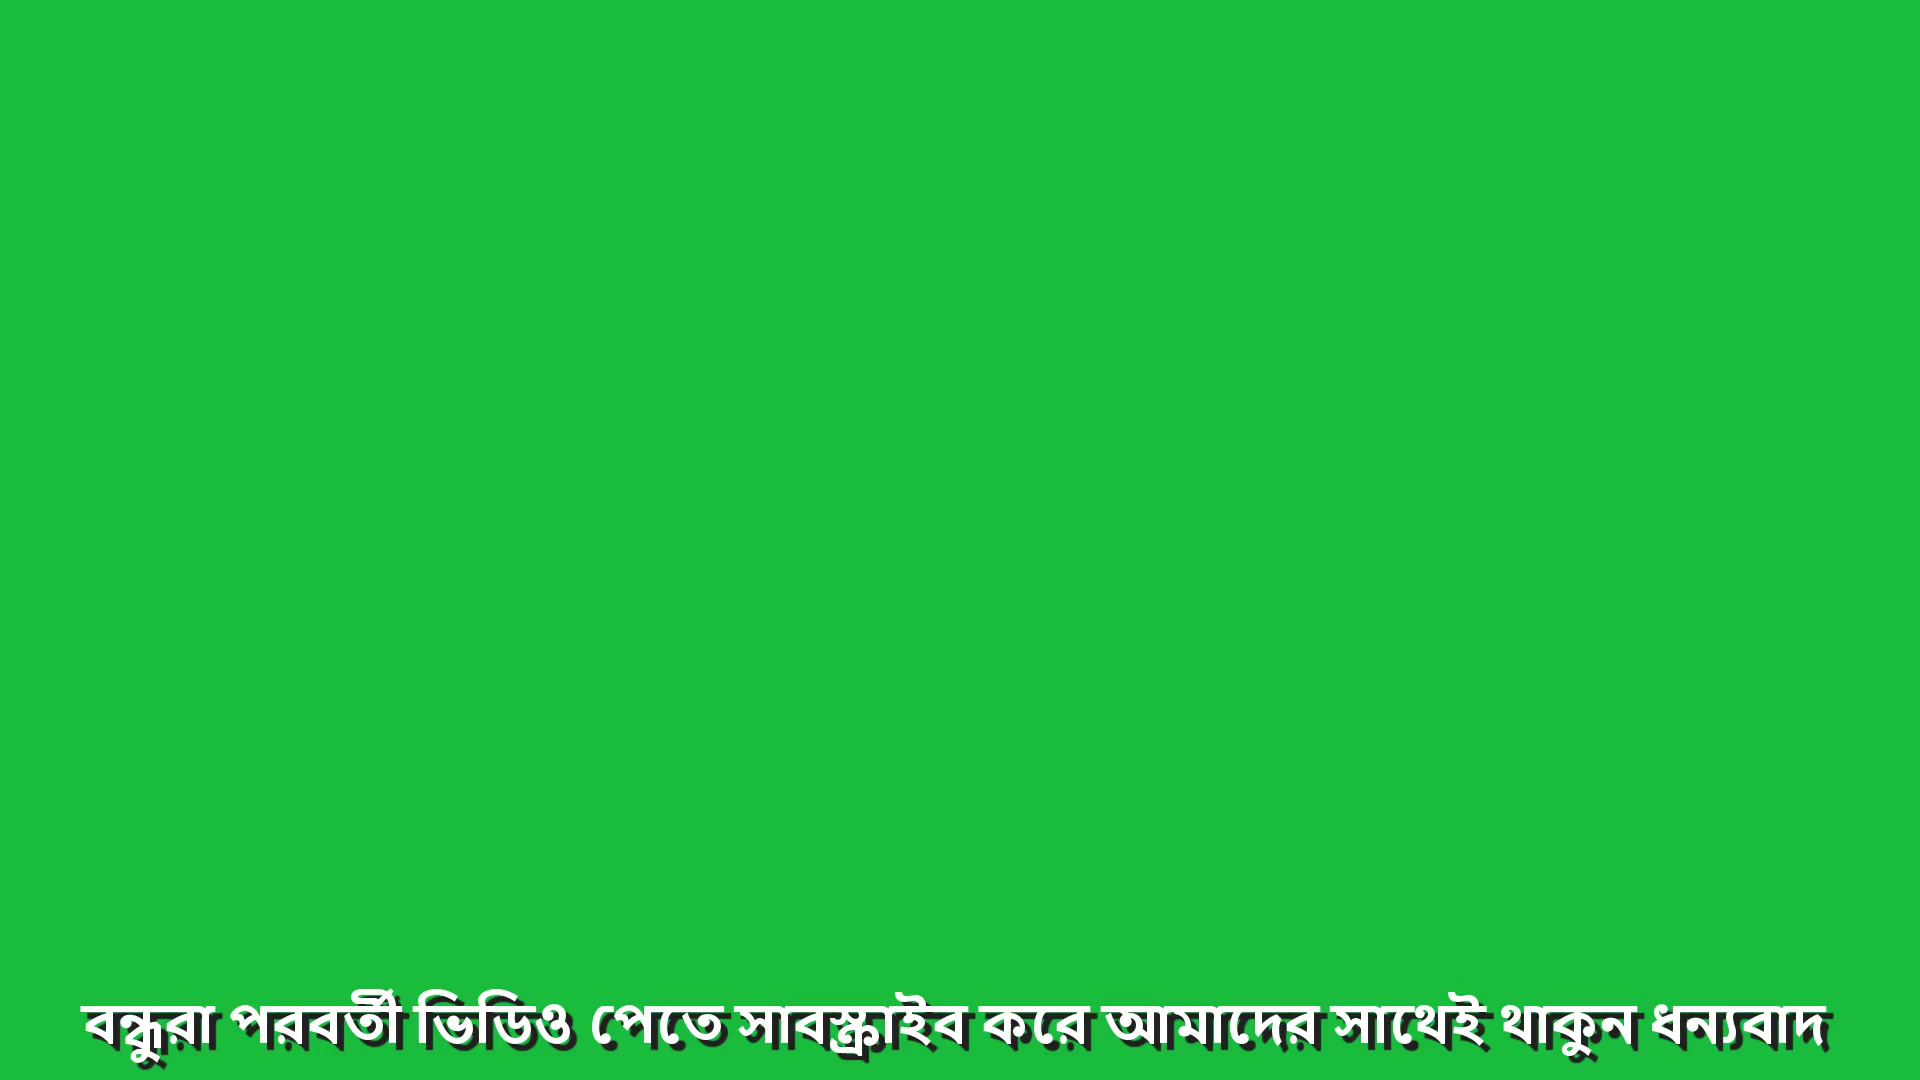 বন্ধুরা পরবর্তী ভিডিও পেতে সাবস্ক্রাইব করে আমাদের সাথেই থাকুন ধন্যবাদ